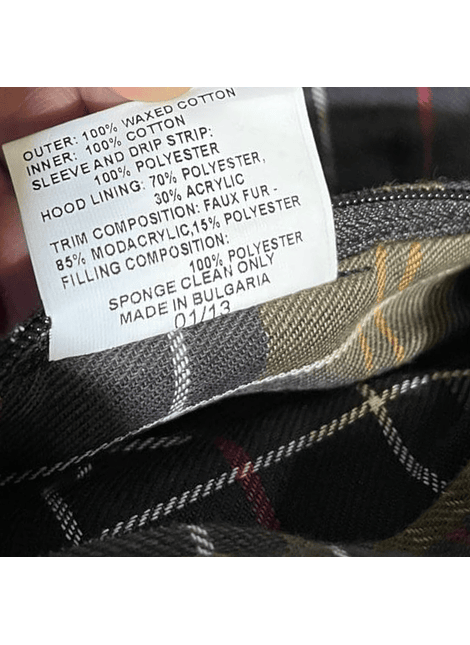 OUTER: 100% WAXED COTTON
INNER: 100% COTTON
SLEEVE AND DRIP STRIP:
100% POLYESTER
HOOD LINING: 70% POLYESTER,
30% ACRYLIC
TRIM COMPOSITION: FAUX FUR -
85% MODACRYLIC,15% POLYESTER
FILLING COMPOSITION:
100% POLYESTER
SPONGE CLEAN ONLY
MADE IN BULGARIA
01/13